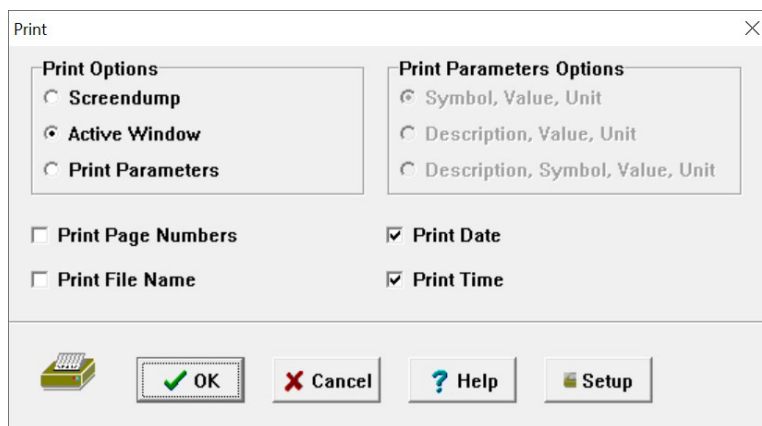 Print
Print Options
Screendump
Active Window
Print Parameters
Print Parameters Options
Symbol, Value, Unit
Description, Value, Unit
Description, Symbol, Value, Unit
Print Page Numbers
Print Date
Print File Name
Print Time
OK
Cancel
Help
Setup